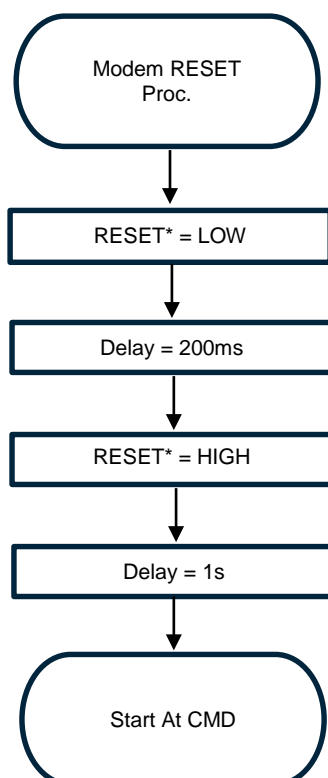 Modem RESET
Proc.
RESET* = LOW
Delay = 200ms
RESET* = HIGH
Delay = 1s
Start At CMD